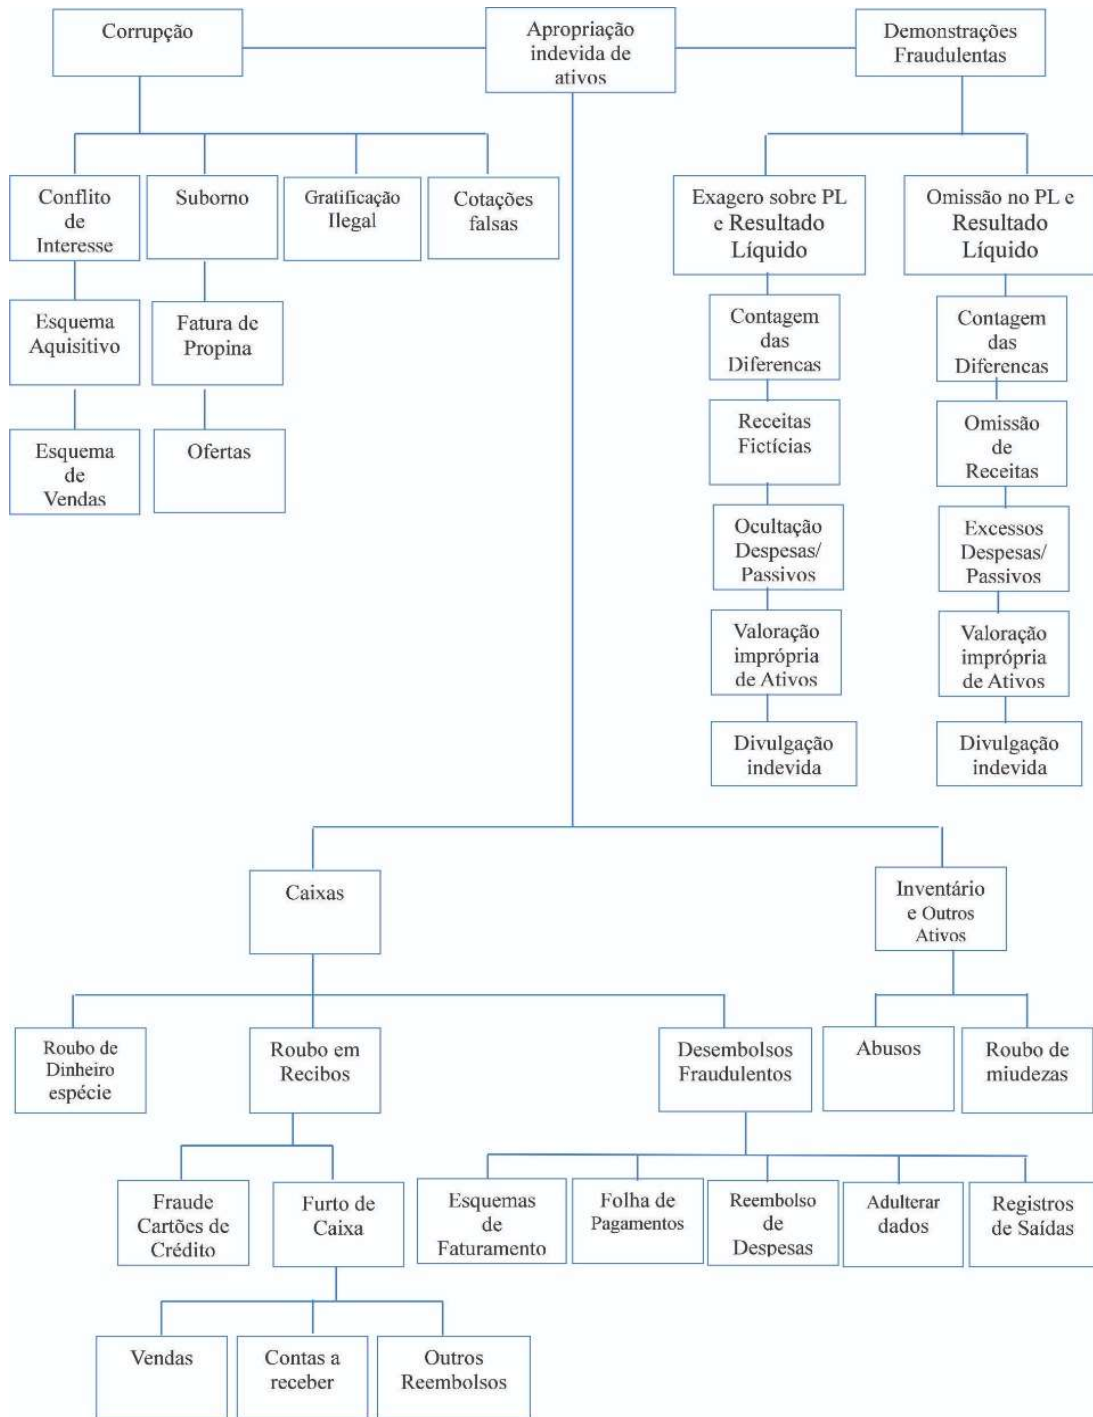 Corrupção
Apropriação
indevida de
ativos
Demonstrações
Fraudulentas
Conflito
de
Interesse
Suborno
Gratificação
Ilegal
Cotações
falsas
Exagero sobre PL
e Resultado
Líquido
Omissão no PL e
Resultado
Líquido
Esquema
Aquisitivo
Fatura de
Propina
Contagem
das
Diferencas
Contagem
das
Diferencas
Esquema
de
Vendas
Ofertas
Receitas
Fictícias
Omissão
de
Receitas
Ocultação
Despesas/
Passivos
Excessos
Despesas/
Passivos
Valoração
imprópria
de Ativos
Valoração
imprópria
de Ativos
Divulgação
indevida
Divulgação
indevida
Caixas
Inventário
e Outros
Ativos
Roubo de
Dinheiro
espécie
Roubo em
Recibos
Desembolsos
Fraudulentos
Abusos
Roubo de
miudezas
Fraude
Cartões de
Crédito
Furto de
Caixa
Esquemas
de
Faturamento
Folha de
Pagamentos
Reembolso
de
Despesas
Adulterar
dados
Registros
de Saídas
Vendas
Contas a
receber
Outros
Reembolsos